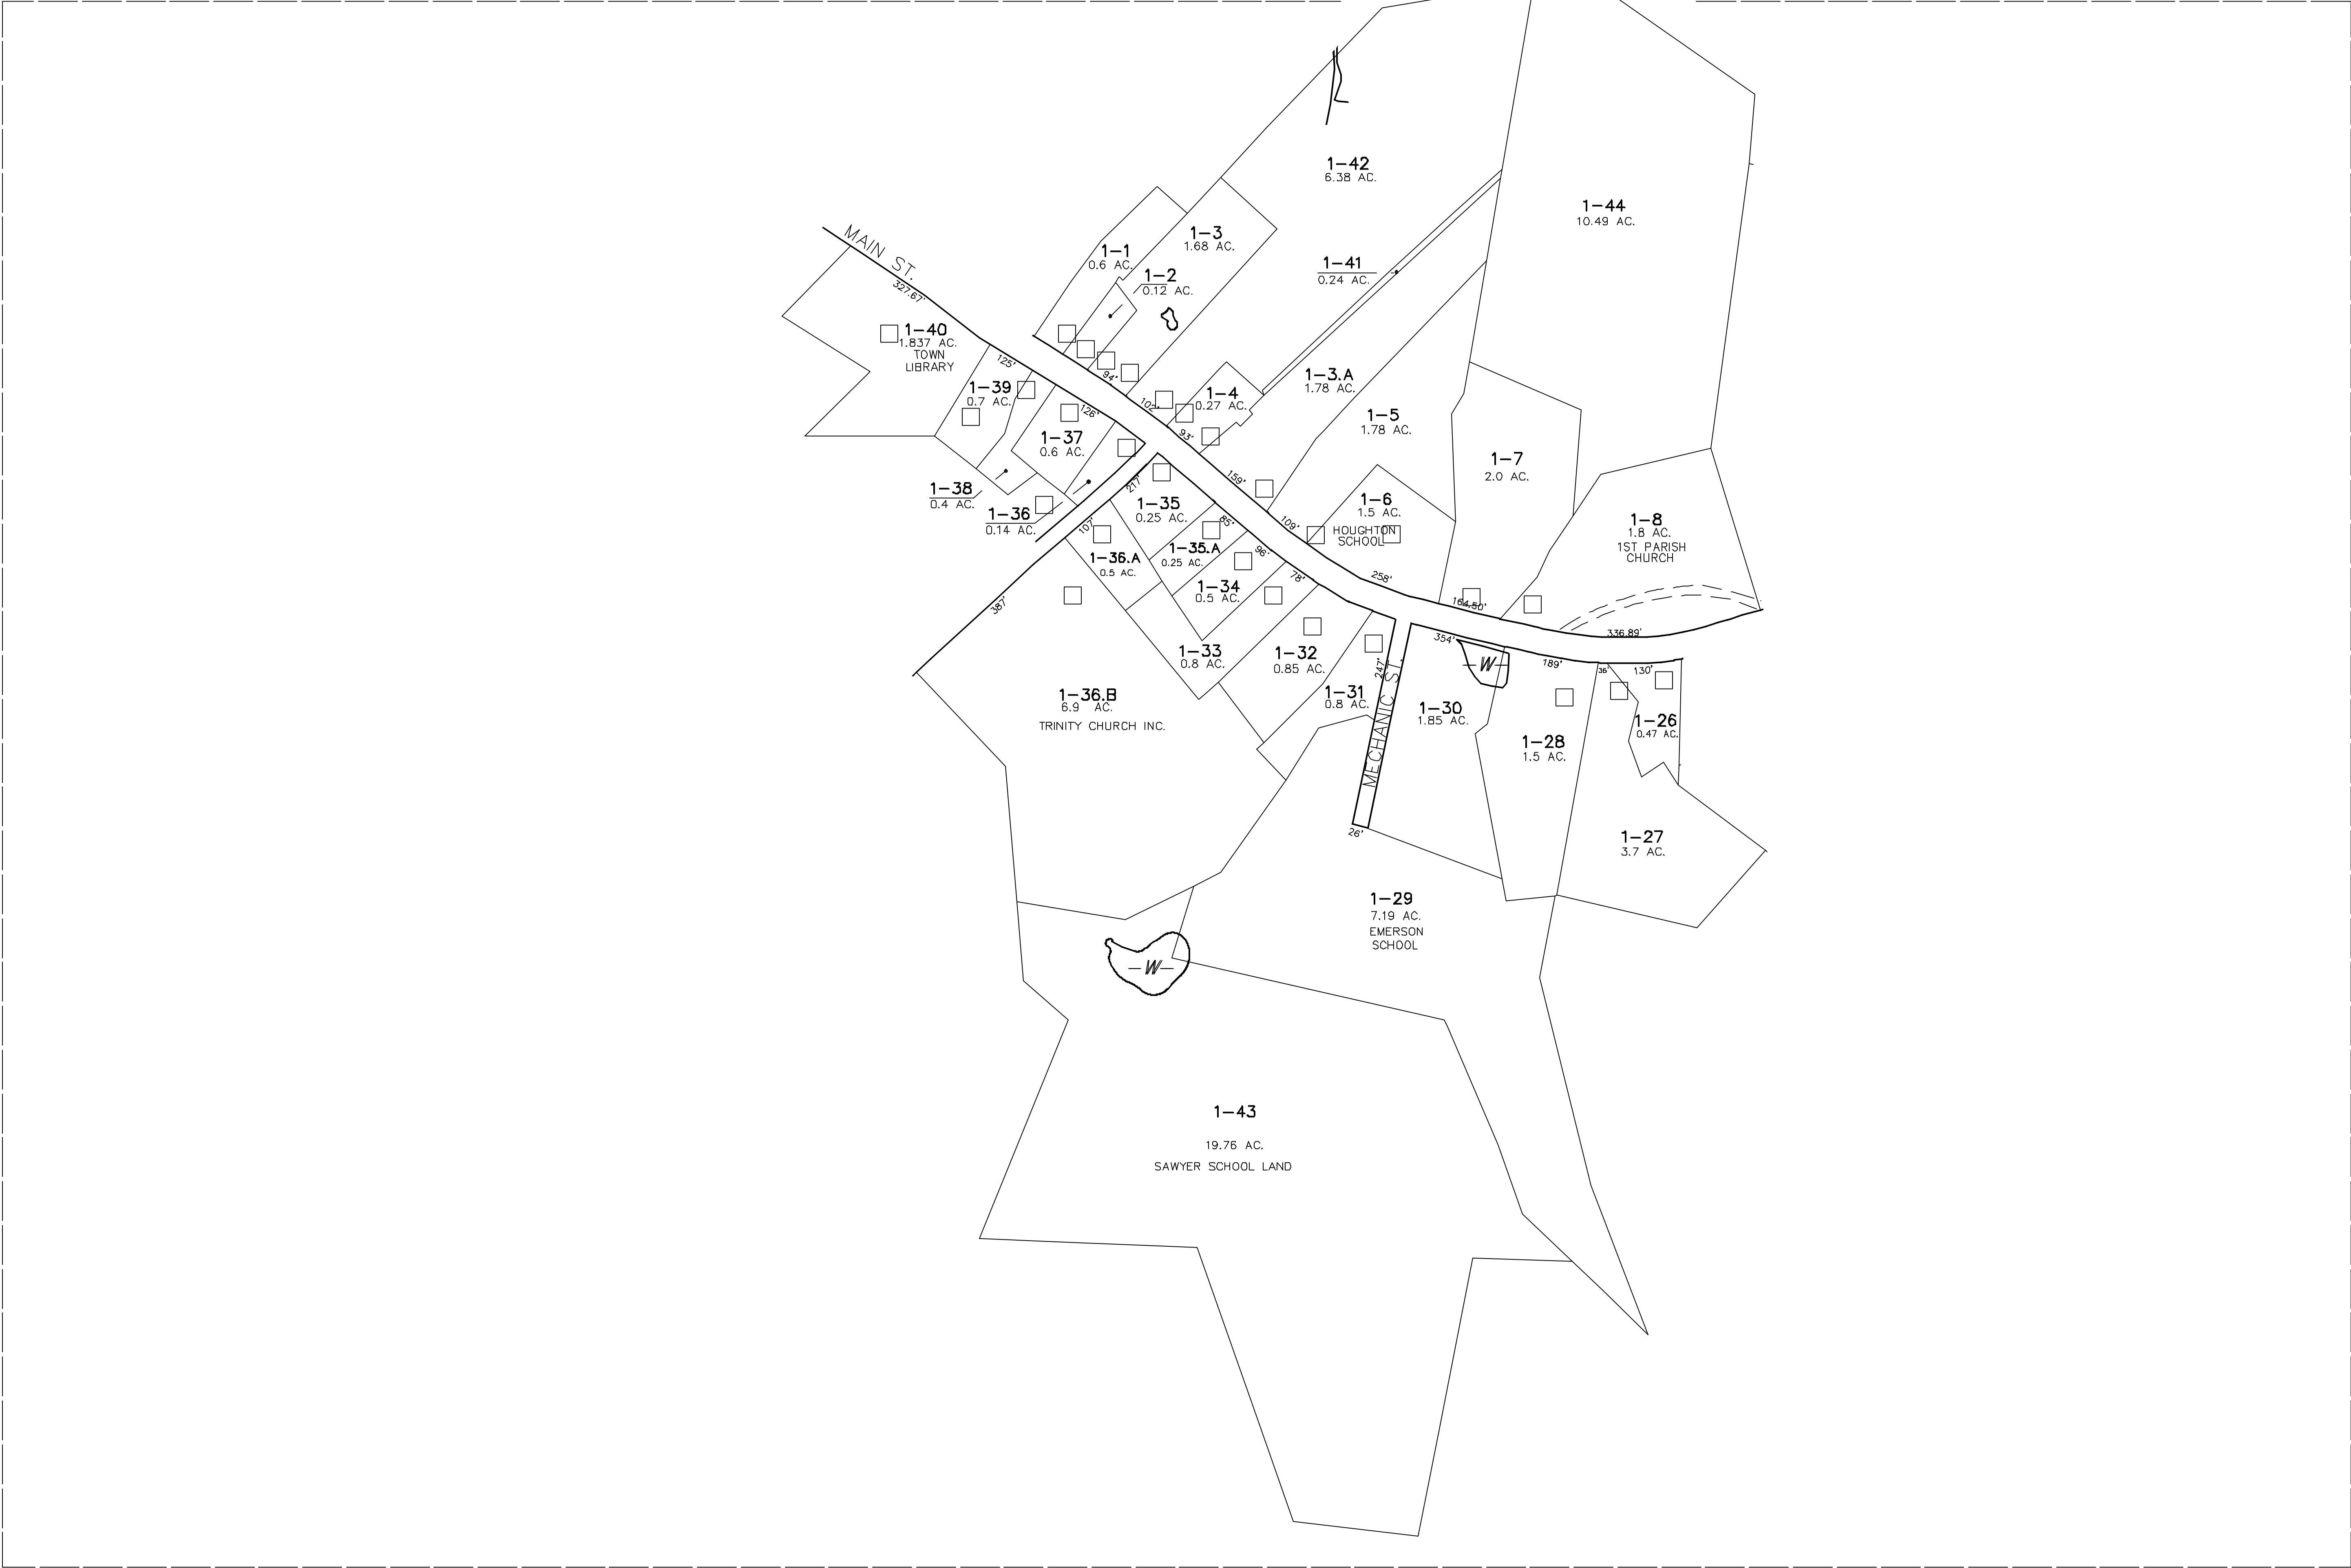 1-42
6.38 AC.
1-44
10.49 AC.
MAIN ST.
327.67'
1-3
1.68 AC.
1-1
0.6 AC.
1-2
0.12 AC.
1-41
0.24 AC.
1-40
1.837 AC.
TOWN
LIBRARY
125'
94'
102'
93'
1-39
0.7 AC.
126'
1-4
0.27 AC.
1-3.A
1.78 AC.
1-5
1.78 AC.
1-37
0.6 AC.
1-7
2.0 AC.
1-38
0.4 AC.
1-36
0.14 AC.
217'
107'
159'
109'
1-6
1.5 AC.
HOUGHTON
SCHOOL
1-8
1.8 AC.
1ST PARISH
CHURCH
1-35
0.25 AC.
85'
1-35.A
0.25 AC.
96'
1-36.A
0.5 AC.
1-34
0.5 AC.
78'
258'
164.50'
336.89'
387'
354'
189'
36'
130'
1-33
0.8 AC.
1-32
0.85 AC.
247'
-W-
1-31
0.8 AC.
MECHANIC ST.
26'
1-30
1.85 AC.
1-36.B
6.9 AC.
TRINITY CHURCH INC.
1-28
1.5 AC.
1-26
0.47 AC.
1-27
3.7 AC.
1-29
7.19 AC.
EMERSON
SCHOOL
-W-
1-43
19.76 AC.
SAWYER SCHOOL LAND